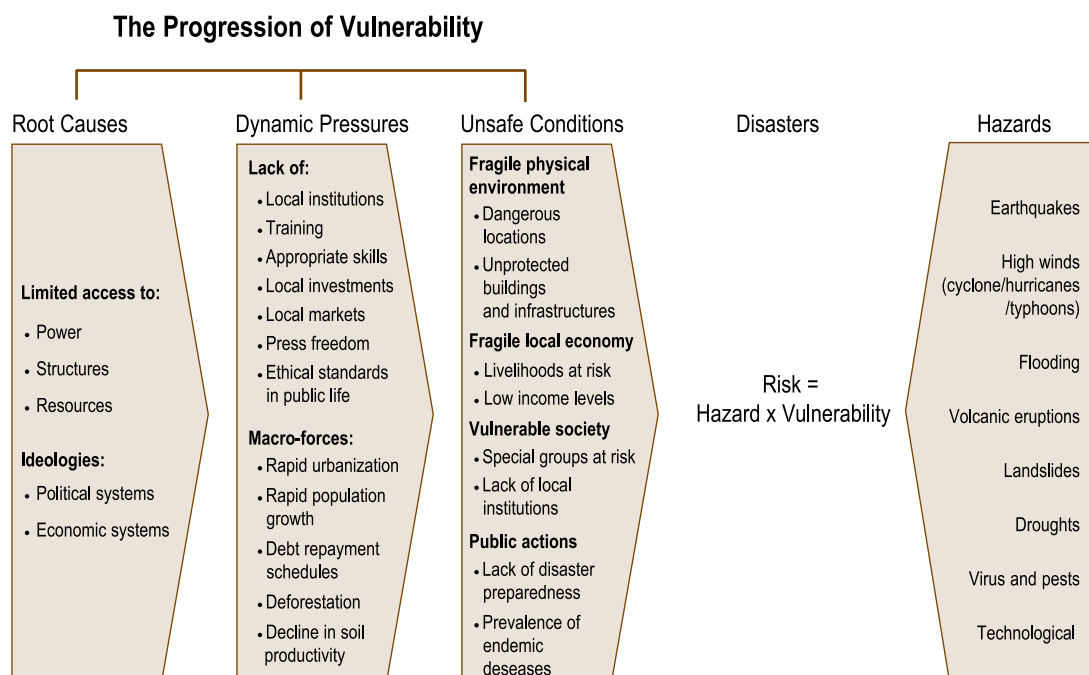 The Progression of Vulnerability
Root Causes
Limited access to:
• Power
• Structures
• Resources
Ideologies:
• Political systems
• Economic systems
Dynamic Pressures
Lack of:
• Local institutions
• Training
• Appropriate skills
• Local investments
• Local markets
• Press freedom
• Ethical standards
in public life
Macro-forces:
• Rapid urbanization
• Rapid population
growth
• Debt repayment
schedules
• Deforestation
• Decline in soil
productivity
Unsafe Conditions
Fragile physical
environment
• Dangerous
locations
• Unprotected
buildings
and infrastructures
Fragile local economy
• Livelihoods at risk
• Low income levels
Vulnerable society
• Special groups at risk
• Lack of local
institutions
Public actions
• Lack of disaster
preparedness
• Prevalence of
endemic
deseases
Disasters
Risk =
Hazard x Vulnerability
Hazards
Earthquakes
High winds
(cyclone/hurricanes
/typhoons)
Flooding
Volcanic eruptions
Landslides
Droughts
Virus and pests
Technological